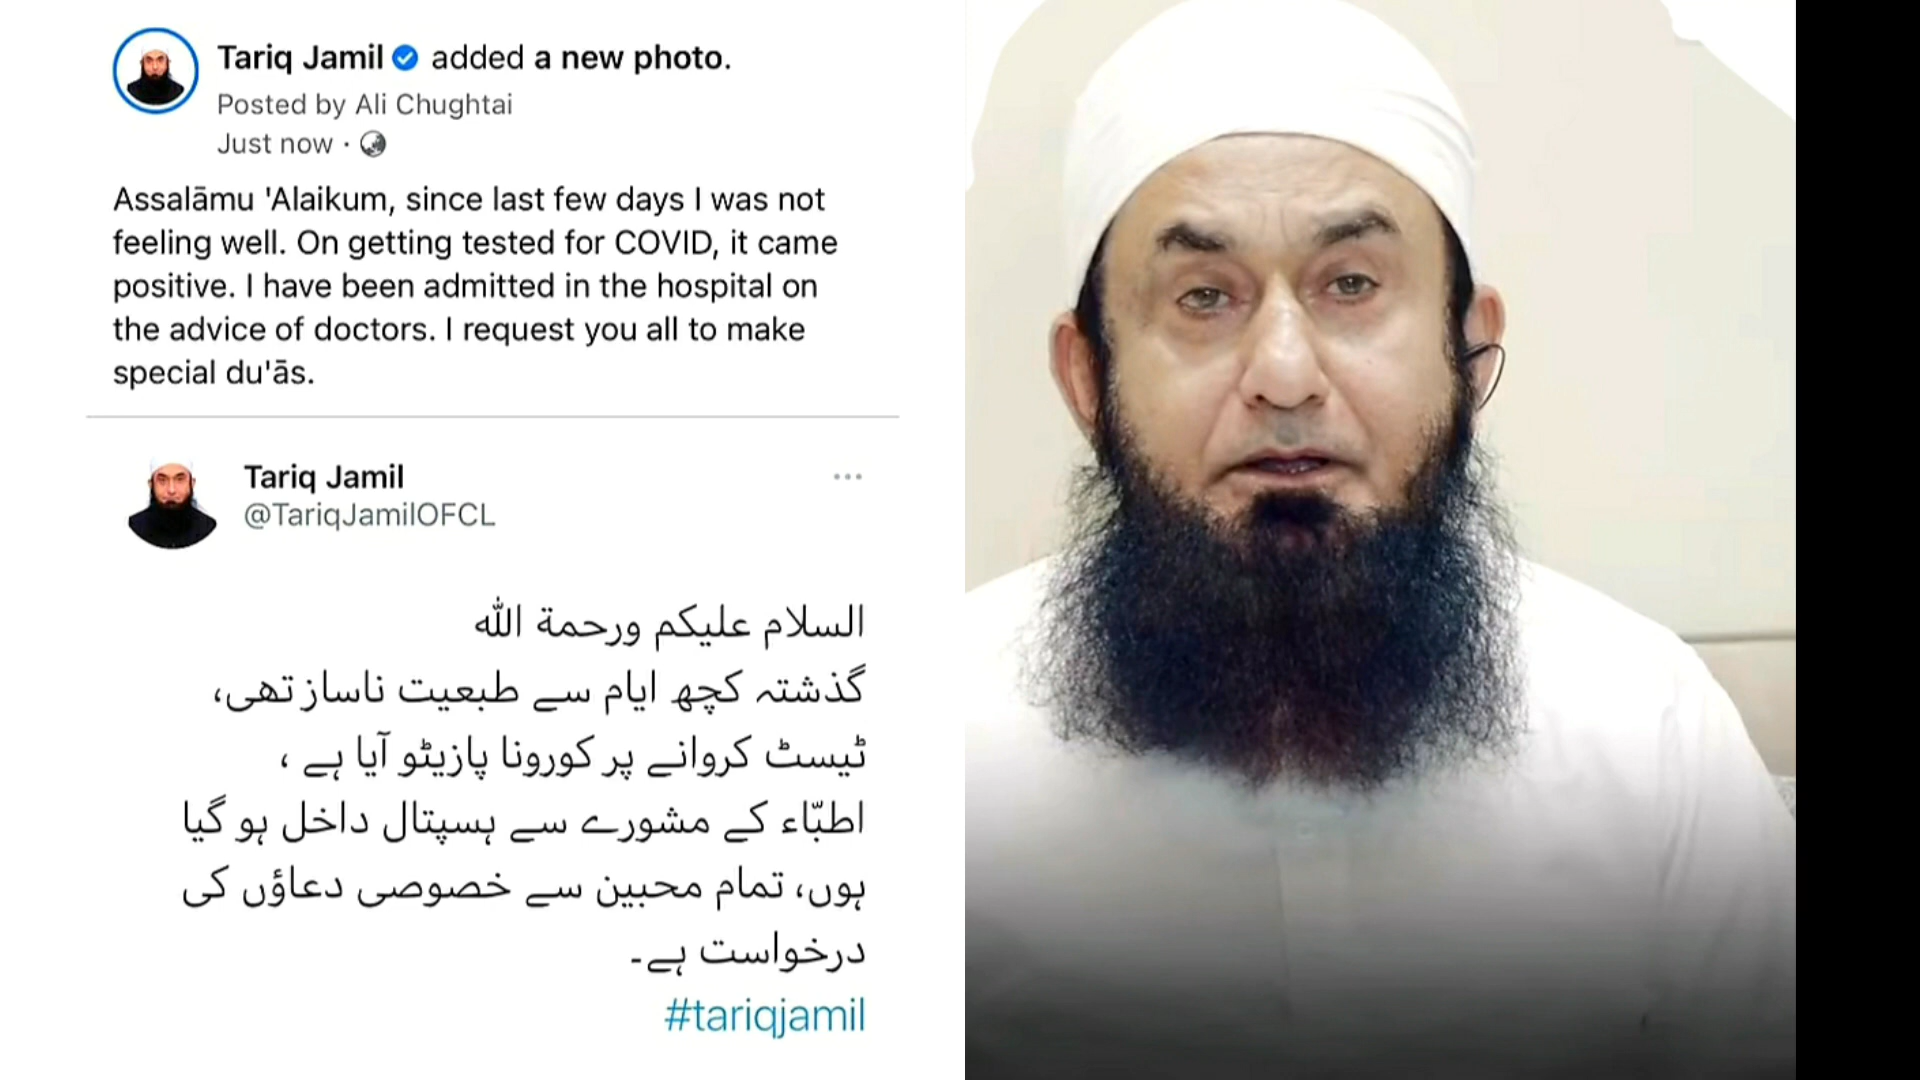 Tariq Jamil added a new photo.
Posted by Ali Chughtai
Just now ·
Assalāmu 'Alaikum, since last few days I was not
feeling well. On getting tested for COVID, it came
positive. I have been admitted in the hospital on
the advice of doctors. I request you all to make
special du'ās.
Tariq Jamil
@TariqJamilOFCL
السلام علیکم ورحمة الله
گذشتہ کچھ ایام سے طبعیت ناساز تھی،
ٹیسٹ کروانے پر کورونا پازیٹو آیا ہے ،
اطبّاء کے مشورے سے ہسپتال داخل ہو گیا
ہوں، تمام محبین سے خصوصی دعاؤں کی
درخواست ہے۔
#tariqjamil